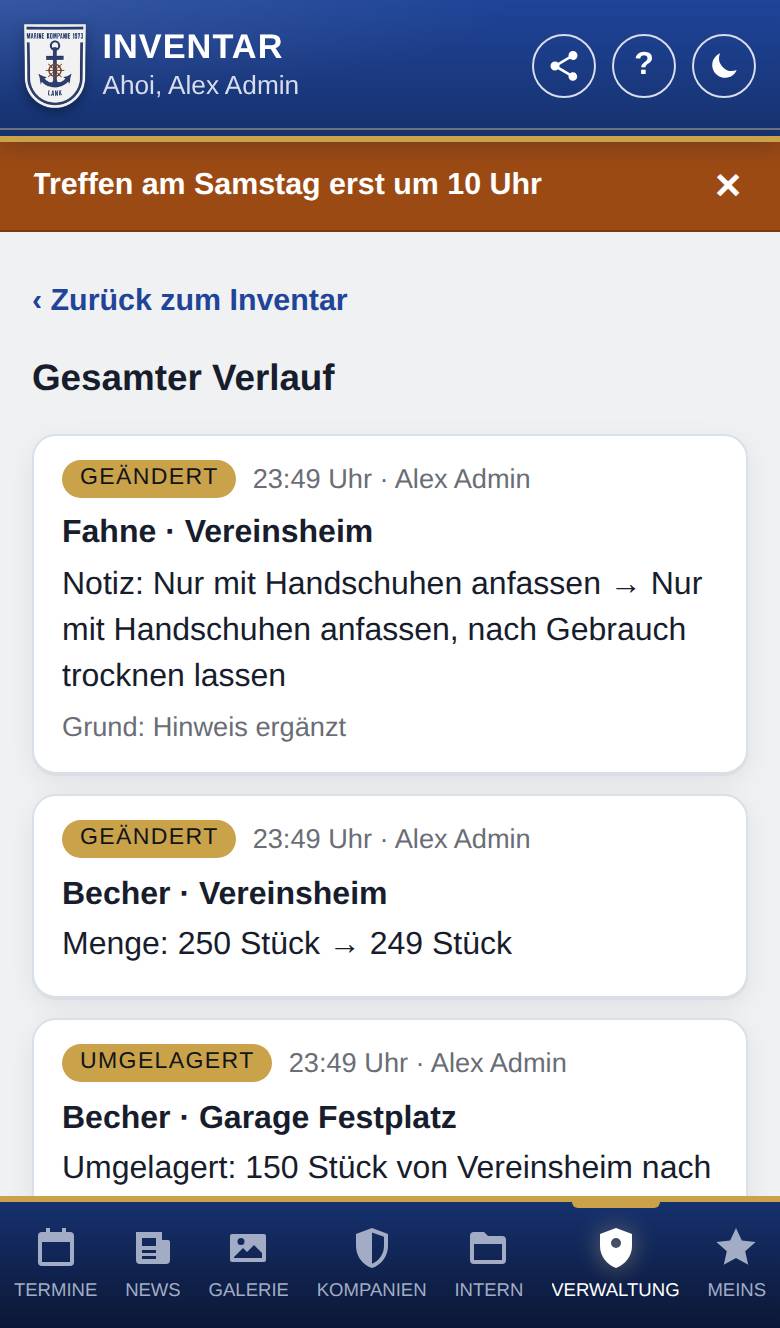 MARINE KOMPANIE 1973
LANK
INVENTAR
Ahoi, Alex Admin
?
Treffen am Samstag erst um 10 Uhr
×
‹ Zurück zum Inventar
Gesamter Verlauf
GEÄNDERT 23:49 Uhr · Alex Admin
Fahne · Vereinsheim
Notiz: Nur mit Handschuhen anfassen → Nur
mit Handschuhen anfassen, nach Gebrauch
trocknen lassen
Grund: Hinweis ergänzt
GEÄNDERT 23:49 Uhr · Alex Admin
Becher · Vereinsheim
Menge: 250 Stück → 249 Stück
UMGELAGERT 23:49 Uhr · Alex Admin
Becher · Garage Festplatz
Umgelagert: 150 Stück von Vereinsheim nach
TERMINE NEWS GALERIE KOMPANIEN INTERN VERWALTUNG MEINS